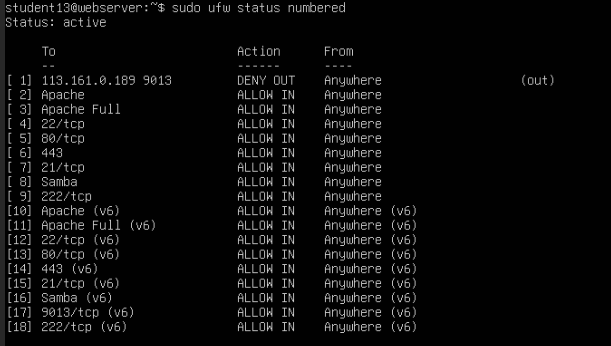 student13@webserver:~$ sudo ufw status numbered
Status: active
To Action From
-- ------ ----
[ 1] 113.161.0.189 9013 DENY OUT Anywhere (out)
[ 2] Apache ALLOW IN Anywhere
[ 3] Apache Full ALLOW IN Anywhere
[ 4] 22/tcp ALLOW IN Anywhere
[ 5] 80/tcp ALLOW IN Anywhere
[ 6] 443 ALLOW IN Anywhere
[ 7] 21/tcp ALLOW IN Anywhere
[ 8] Samba ALLOW IN Anywhere
[ 9] 222/tcp ALLOW IN Anywhere
[10] Apache (v6) ALLOW IN Anywhere (v6)
[11] Apache Full (v6) ALLOW IN Anywhere (v6)
[12] 22/tcp (v6) ALLOW IN Anywhere (v6)
[13] 80/tcp (v6) ALLOW IN Anywhere (v6)
[14] 443 (v6) ALLOW IN Anywhere (v6)
[15] 21/tcp (v6) ALLOW IN Anywhere (v6)
[16] Samba (v6) ALLOW IN Anywhere (v6)
[17] 9013/tcp (v6) ALLOW IN Anywhere (v6)
[18] 222/tcp (v6) ALLOW IN Anywhere (v6)